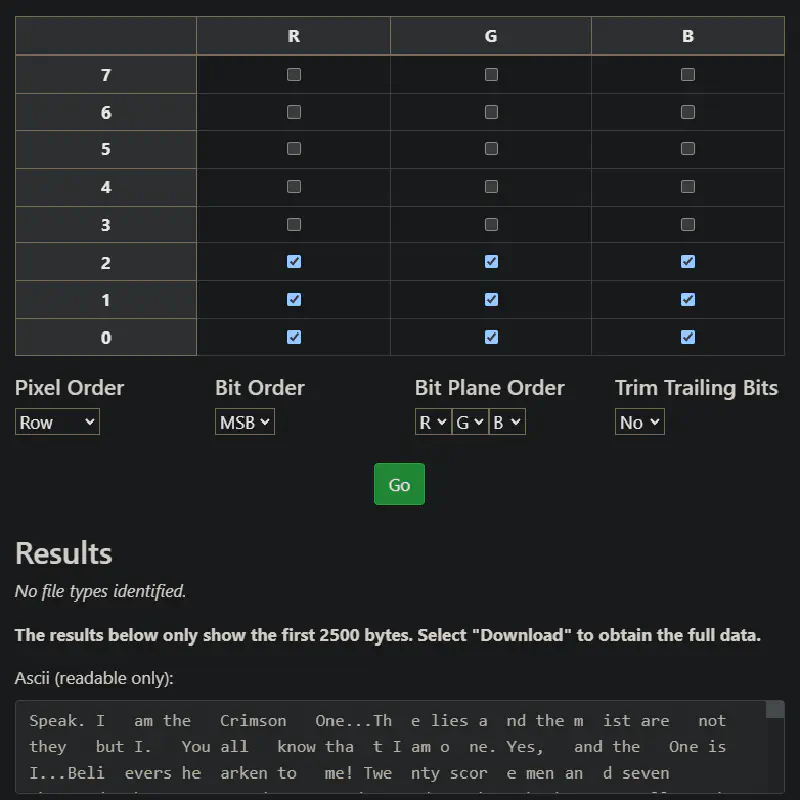 R G B
7
6
5
4
3
2
1
0
Pixel Order Bit Order Bit Plane Order Trim Trailing Bits
Row MSB R G B No
Go
Results
No file types identified.
The results below only show the first 2500 bytes. Select "Download" to obtain the full data.
Ascii (readable only):
Speak. I   am the   Crimson   One...Th  e lies a  nd the m  ist are   not
they   but I.   You all   know tha  t I am o  ne. Yes,   and the   One is
I...Beli  evers he  arken to   me! Twe  nty scor  e men an  d seven